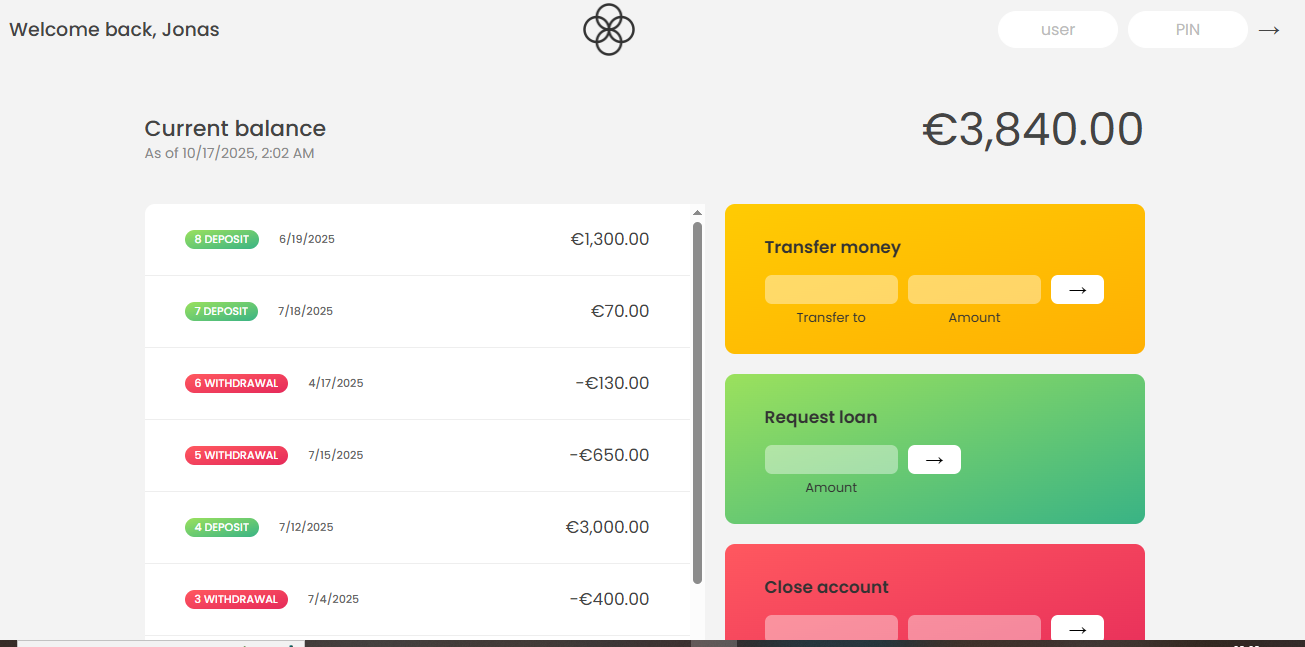 Welcome back, Jonas
user
PIN
→
Current balance
As of 10/17/2025, 2:02 AM
€3,840.00
8 DEPOSIT 6/19/2025 €1,300.00
7 DEPOSIT 7/18/2025 €70.00
6 WITHDRAWAL 4/17/2025 -€130.00
5 WITHDRAWAL 7/15/2025 -€650.00
4 DEPOSIT 7/12/2025 €3,000.00
3 WITHDRAWAL 7/4/2025 -€400.00
Transfer money
→
Transfer to
Amount
Request loan
→
Amount
Close account
→